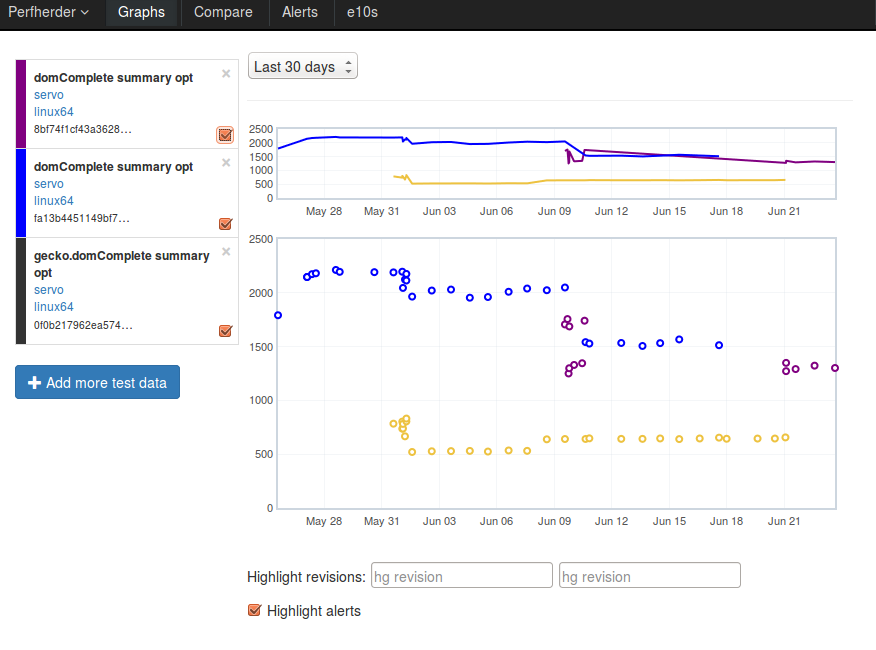 Perfherder Graphs Compare Alerts e10s
domComplete summary opt ×
servo
linux64
8bf74f1cf43a3628...
domComplete summary opt ×
servo
linux64
fa13b4451149bf7...
gecko.domComplete summary ×
opt
servo
linux64
0f0b217962ea574...
+ Add more test data
Last 30 days
2500
2000
1500
1000
500
0
May 28 May 31 Jun 03 Jun 06 Jun 09 Jun 12 Jun 15 Jun 18 Jun 21
2500
2000
1500
1000
500
0
May 28 May 31 Jun 03 Jun 06 Jun 09 Jun 12 Jun 15 Jun 18 Jun 21
Highlight revisions: hg revision hg revision
Highlight alerts